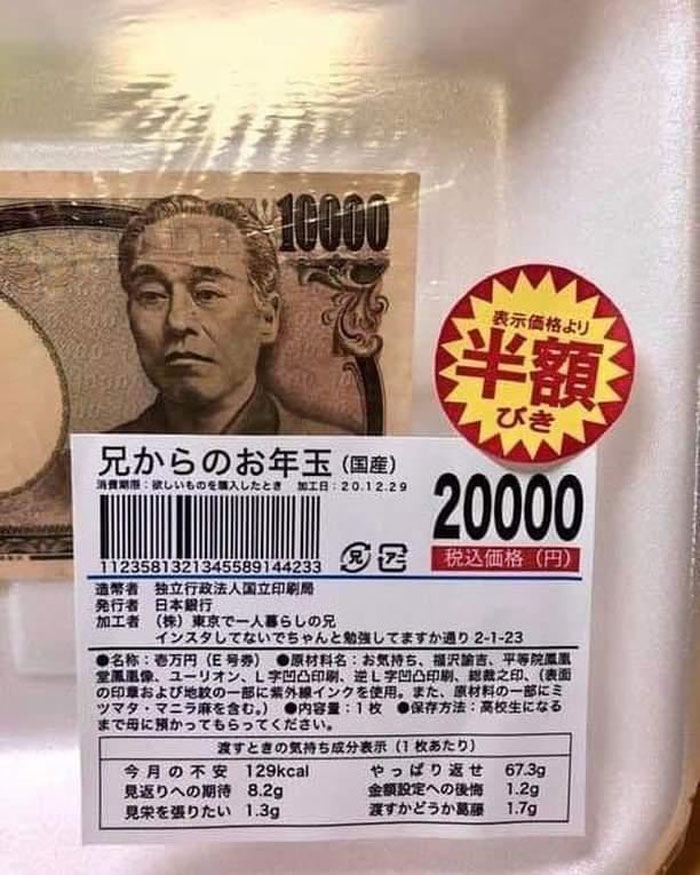 10000
表示価格より
半額
びき
兄からのお年玉（国産）
消費期限：欲しいものを購入したとき　加工日：20.12.29
20000
税込価格（円）
112358132134558914423​3
兄 ア
造幣者　独立行政法人国立印刷局
発行者　日本銀行
加工者　（株）東京で一人暮らしの兄
インスタしてないでちゃんと勉強してますか通り 2-1-23
●名称：壱万円（E号券）●原材料名：お気持ち、福沢諭吉、平等院鳳凰
堂鳳凰像、ユーリオン、L字凹凸印刷、逆L字凹凸印刷、総裁之印、（表面
の印章および地紋の一部に紫外線インクを使用。また、原材料の一部にミ
ツマタ・マニラ麻を含む。）●内容量：1枚　●保存方法：高校生になる
まで母に預かってもらってください。
渡すときの気持ち成分表示（1枚あたり）
今月の不安　129kcal　やっぱり返せ　67.3g
見返りへの期待　8.2g　金額設定への後悔　1.2g
見栄を張りたい　1.3g　渡すかどうか葛藤　1.7g